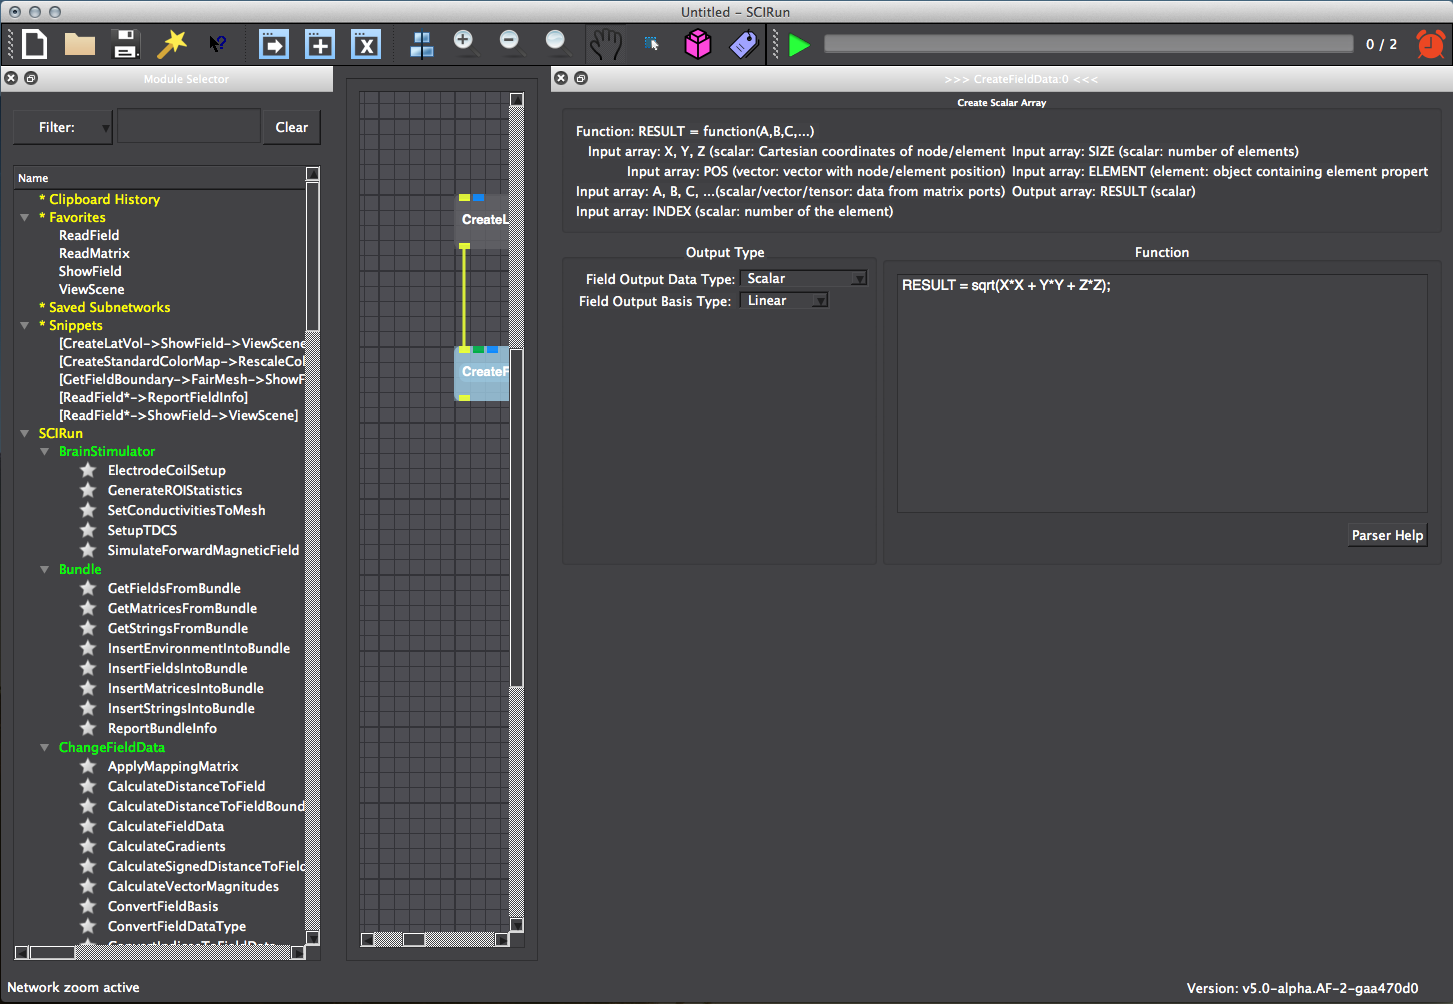 Untitled - SCIRun
0 / 2
Module Selector
Filter:
Clear
Name
* Clipboard History
* Favorites
ReadField
ReadMatrix
ShowField
ViewScene
* Saved Subnetworks
* Snippets
[CreateLatVol->ShowField->ViewScene
[CreateStandardColorMap->RescaleCol
[GetFieldBoundary->FairMesh->ShowF
[ReadField*->ReportFieldInfo]
[ReadField*->ShowField->ViewScene]
SCIRun
BrainStimulator
ElectrodeCoilSetup
GenerateROIStatistics
SetConductivitiesToMesh
SetupTDCS
SimulateForwardMagneticField
Bundle
GetFieldsFromBundle
GetMatricesFromBundle
GetStringsFromBundle
InsertEnvironmentIntoBundle
InsertFieldsIntoBundle
InsertMatricesIntoBundle
InsertStringsIntoBundle
ReportBundleInfo
ChangeFieldData
ApplyMappingMatrix
CalculateDistanceToField
CalculateDistanceToFieldBound
CalculateFieldData
CalculateGradients
CalculateSignedDistanceToField
CalculateVectorMagnitudes
ConvertFieldBasis
ConvertFieldDataType
ConvertIndicesToFieldData
CreateL
CreateF
>>> CreateFieldData:0 <<<
Create Scalar Array
Function: RESULT = function(A,B,C,...)
Input array: X, Y, Z (scalar: Cartesian coordinates of node/element Input array: SIZE (scalar: number of elements)
Input array: POS (vector: vector with node/element position) Input array: ELEMENT (element: object containing element propert
Input array: A, B, C, ...(scalar/vector/tensor: data from matrix ports) Output array: RESULT (scalar)
Input array: INDEX (scalar: number of the element)
Output Type
Field Output Data Type: Scalar
Field Output Basis Type: Linear
Function
RESULT = sqrt(X*X + Y*Y + Z*Z);
Parser Help
Network zoom active
Version: v5.0-alpha.AF-2-gaa470d0